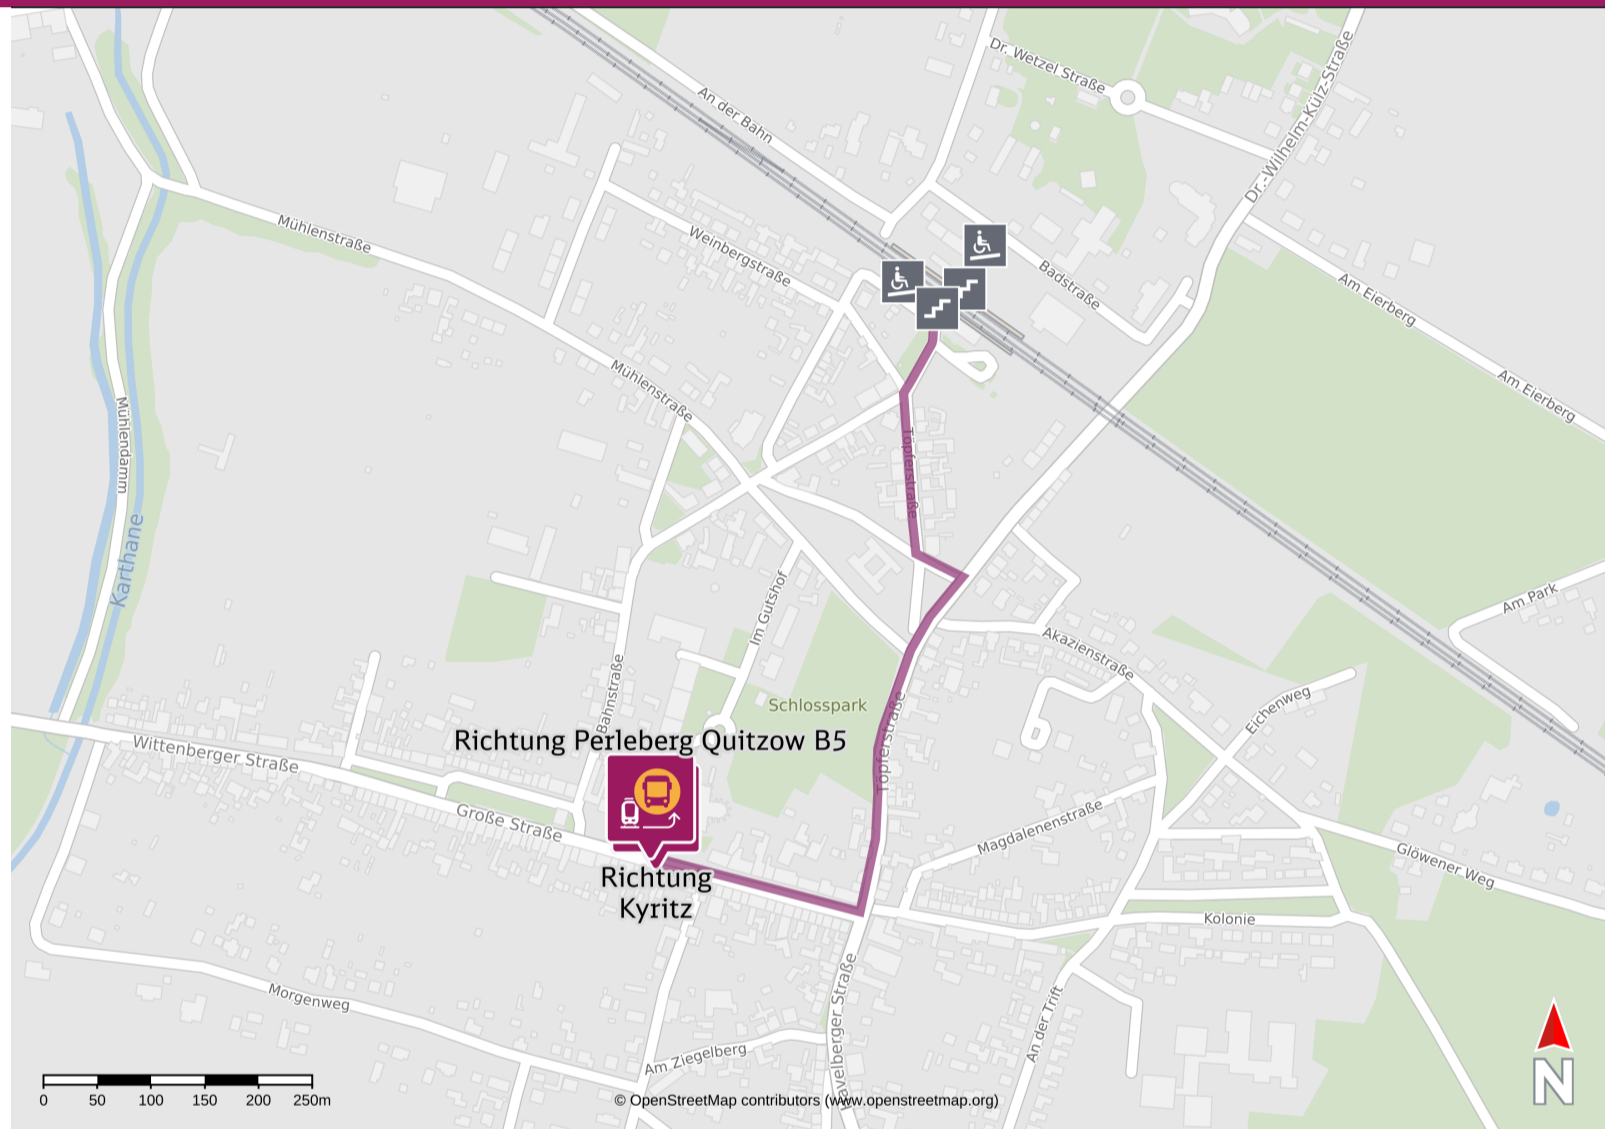 Dr. Wetzel Straße
Dr.-Wilhelm-Külz-Straße
An der Bahn
Mühlenstraße
Weinbergstraße
Badstraße
Am Eierberg
Am Eierberg
Mühlenstraße
Mühlendamm
Töpferstraße
Karthane
Im Gutshof
Am Park
Akazienstraße
Bahnstraße
Schlosspark
Eichenweg
Töpferstraße
Richtung Perleberg Quitzow B5
Wittenberger Straße
Große Straße
Magdalenenstraße
Glöwener Weg
Richtung
Kyritz
Kolonie
Morgenweg
Havelberger Straße
An der Trift
Am Ziegelberg
0 50 100 150 200 250m
© OpenStreetMap contributors (www.openstreetmap.org)
N